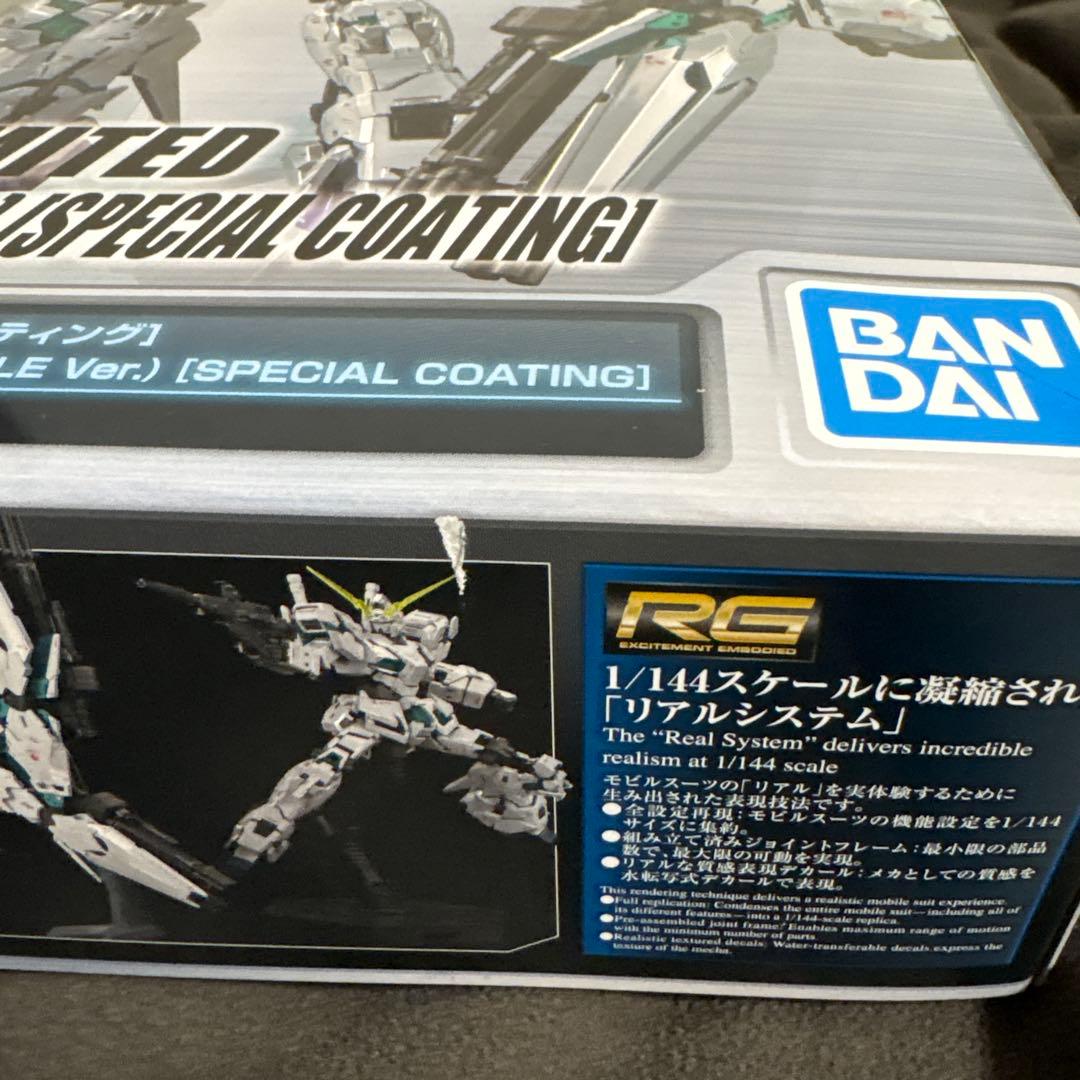 MITED
[SPECIAL COATING]
ティング]
LE Ver.) [SPECIAL COATING]
BAN
DAI
RG
EXCITEMENT EMBODIED
1/144スケールに凝縮され
「リアルシステム」
The “Real System” delivers incredible
realism at 1/144 scale
モビルスーツの「リアル」を実体験するために
生み出された表現技法です。
●全設定再現：モビルスーツの機能設定を1/144
サイズに集約。
●組み立て済みジョイントフレーム：最小限の部品
数で、最大限の可動を実現。
●リアルな質感表現デカール：メカとしての質感を
水転写式デカールで表現。
This rendering technique delivers a realistic mobile suit experience.
●Full replication: Condenses the entire mobile suit—including all of
its different features—into a 1/144-scale replica.
●Pre-assembled joint frame: Enables maximum range of motion
with the minimum number of parts.
●Realistic textured decals: Water-transferable decals express the
texture of the mecha.